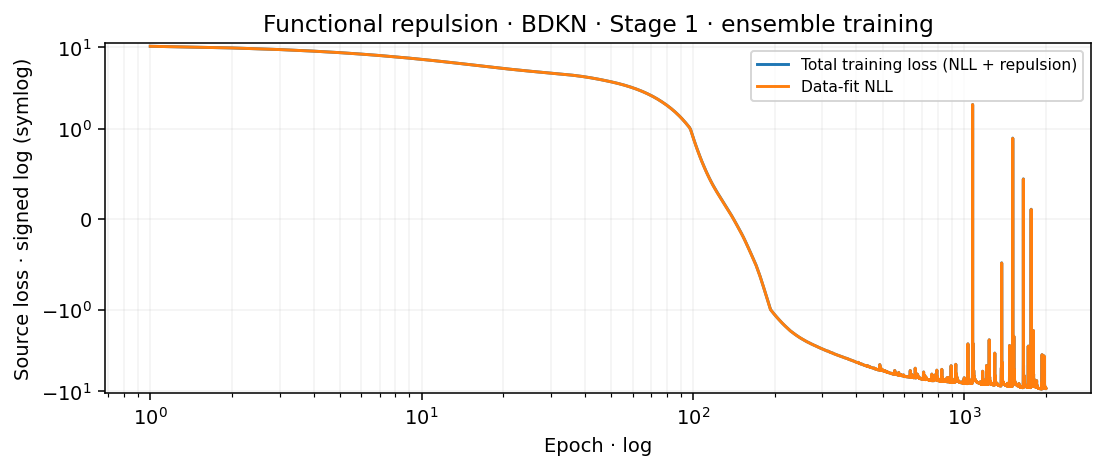 Functional repulsion · BDKN · Stage 1 · ensemble training
Source loss · signed log (symlog)
10¹
10⁰
0
−10⁰
−10¹
Total training loss (NLL + repulsion)
Data-fit NLL
10⁰ 10¹ 10² 10³
Epoch · log